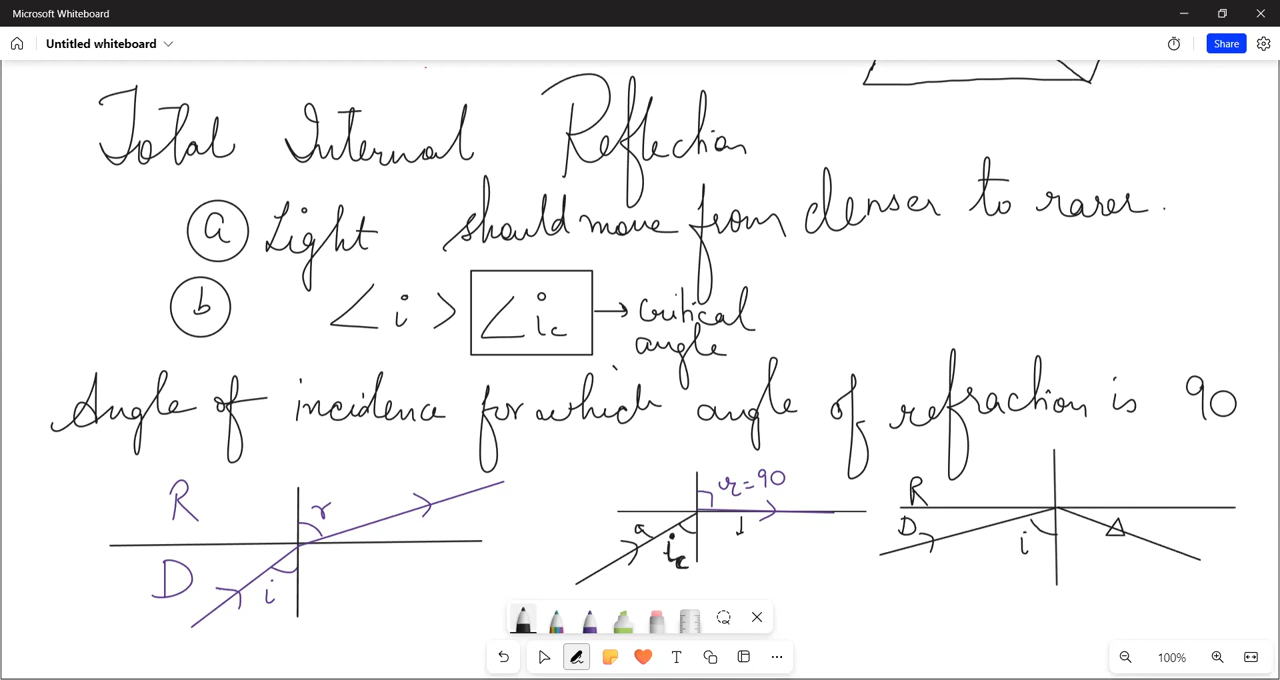 Microsoft Whiteboard
Untitled whiteboard
Share
Total Internal Reflection
a Light should move from denser to rarer.
b ∠i > ∠ic → critical angle
Angle of incidence for which angle of refraction is 90
R
r
D
i
r=90
a
ic
R
D
i
100%